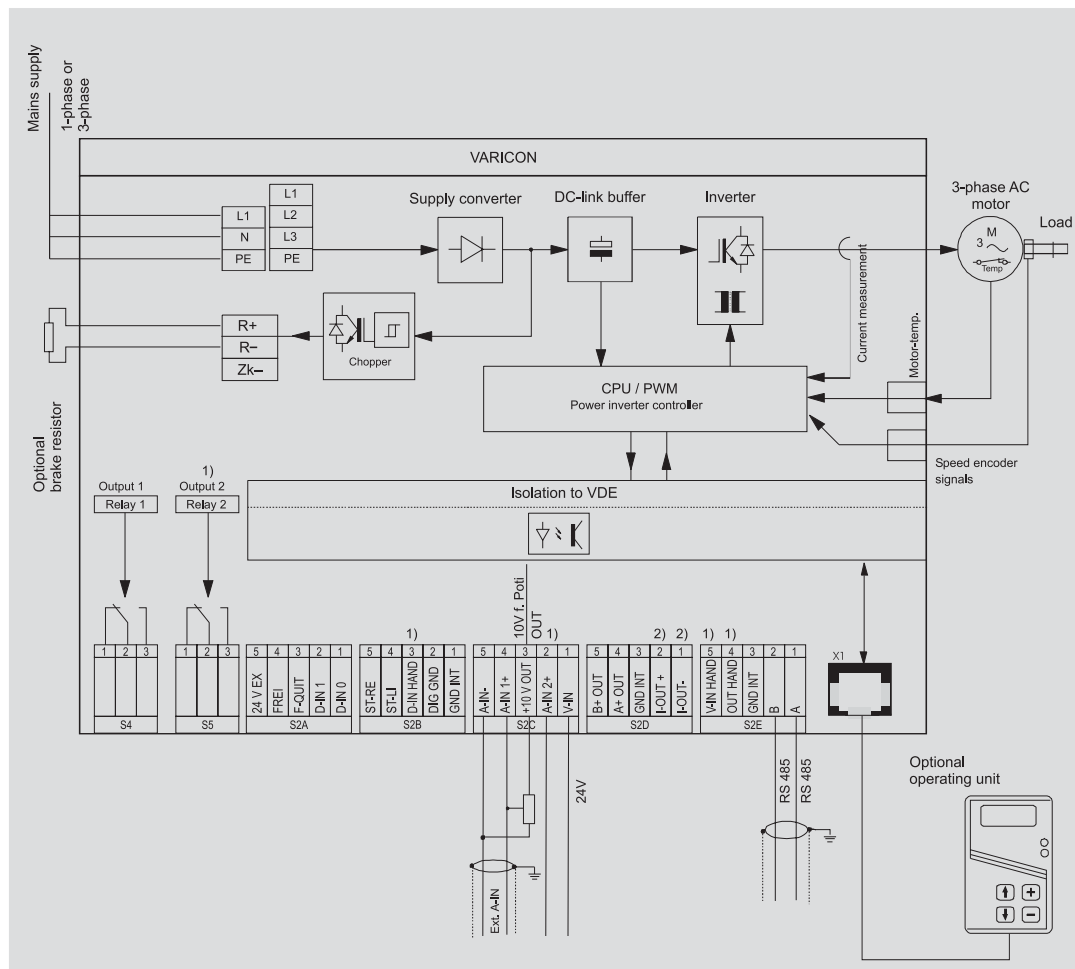 Mains supply
1-phase or
3-phase
VARICON
L1
L1
L2
N
L3
PE
PE
Supply converter
DC-link buffer
Inverter
3-phase AC
motor
Load
M
3
Temp
R+
R−
Zk−
Chopper
Current measurement
Motor-temp.
CPU / PWM
Power inverter controller
Optional
brake resistor
Speed encoder
signals
Output 1
Relay 1
1)
Output 2
Relay 2
Isolation to VDE
10V f. Poti
OUT
1)
1)
2) 2)
1) 1)
1 2 3
S4
1 2 3
S5
5 4 3 2 1
24 V EX
FREI
F-QUIT
D-IN 1
D-IN 0
S2A
5 4 3 2 1
ST-RE
ST-LI
D-IN HAND
DIG GND
GND INT
S2B
5 4 3 2 1
A-IN-
A-IN 1+
+10 V OUT
A-IN 2+
V-IN
S2C
5 4 3 2 1
B+ OUT
A+ OUT
GND INT
I-OUT +
I-OUT-
S2D
5 4 3 2 1
V-IN HAND
OUT HAND
GND INT
B
A
S2E
X1
24V
Ext. A-IN
RS 485
RS 485
Optional
operating unit
+
−